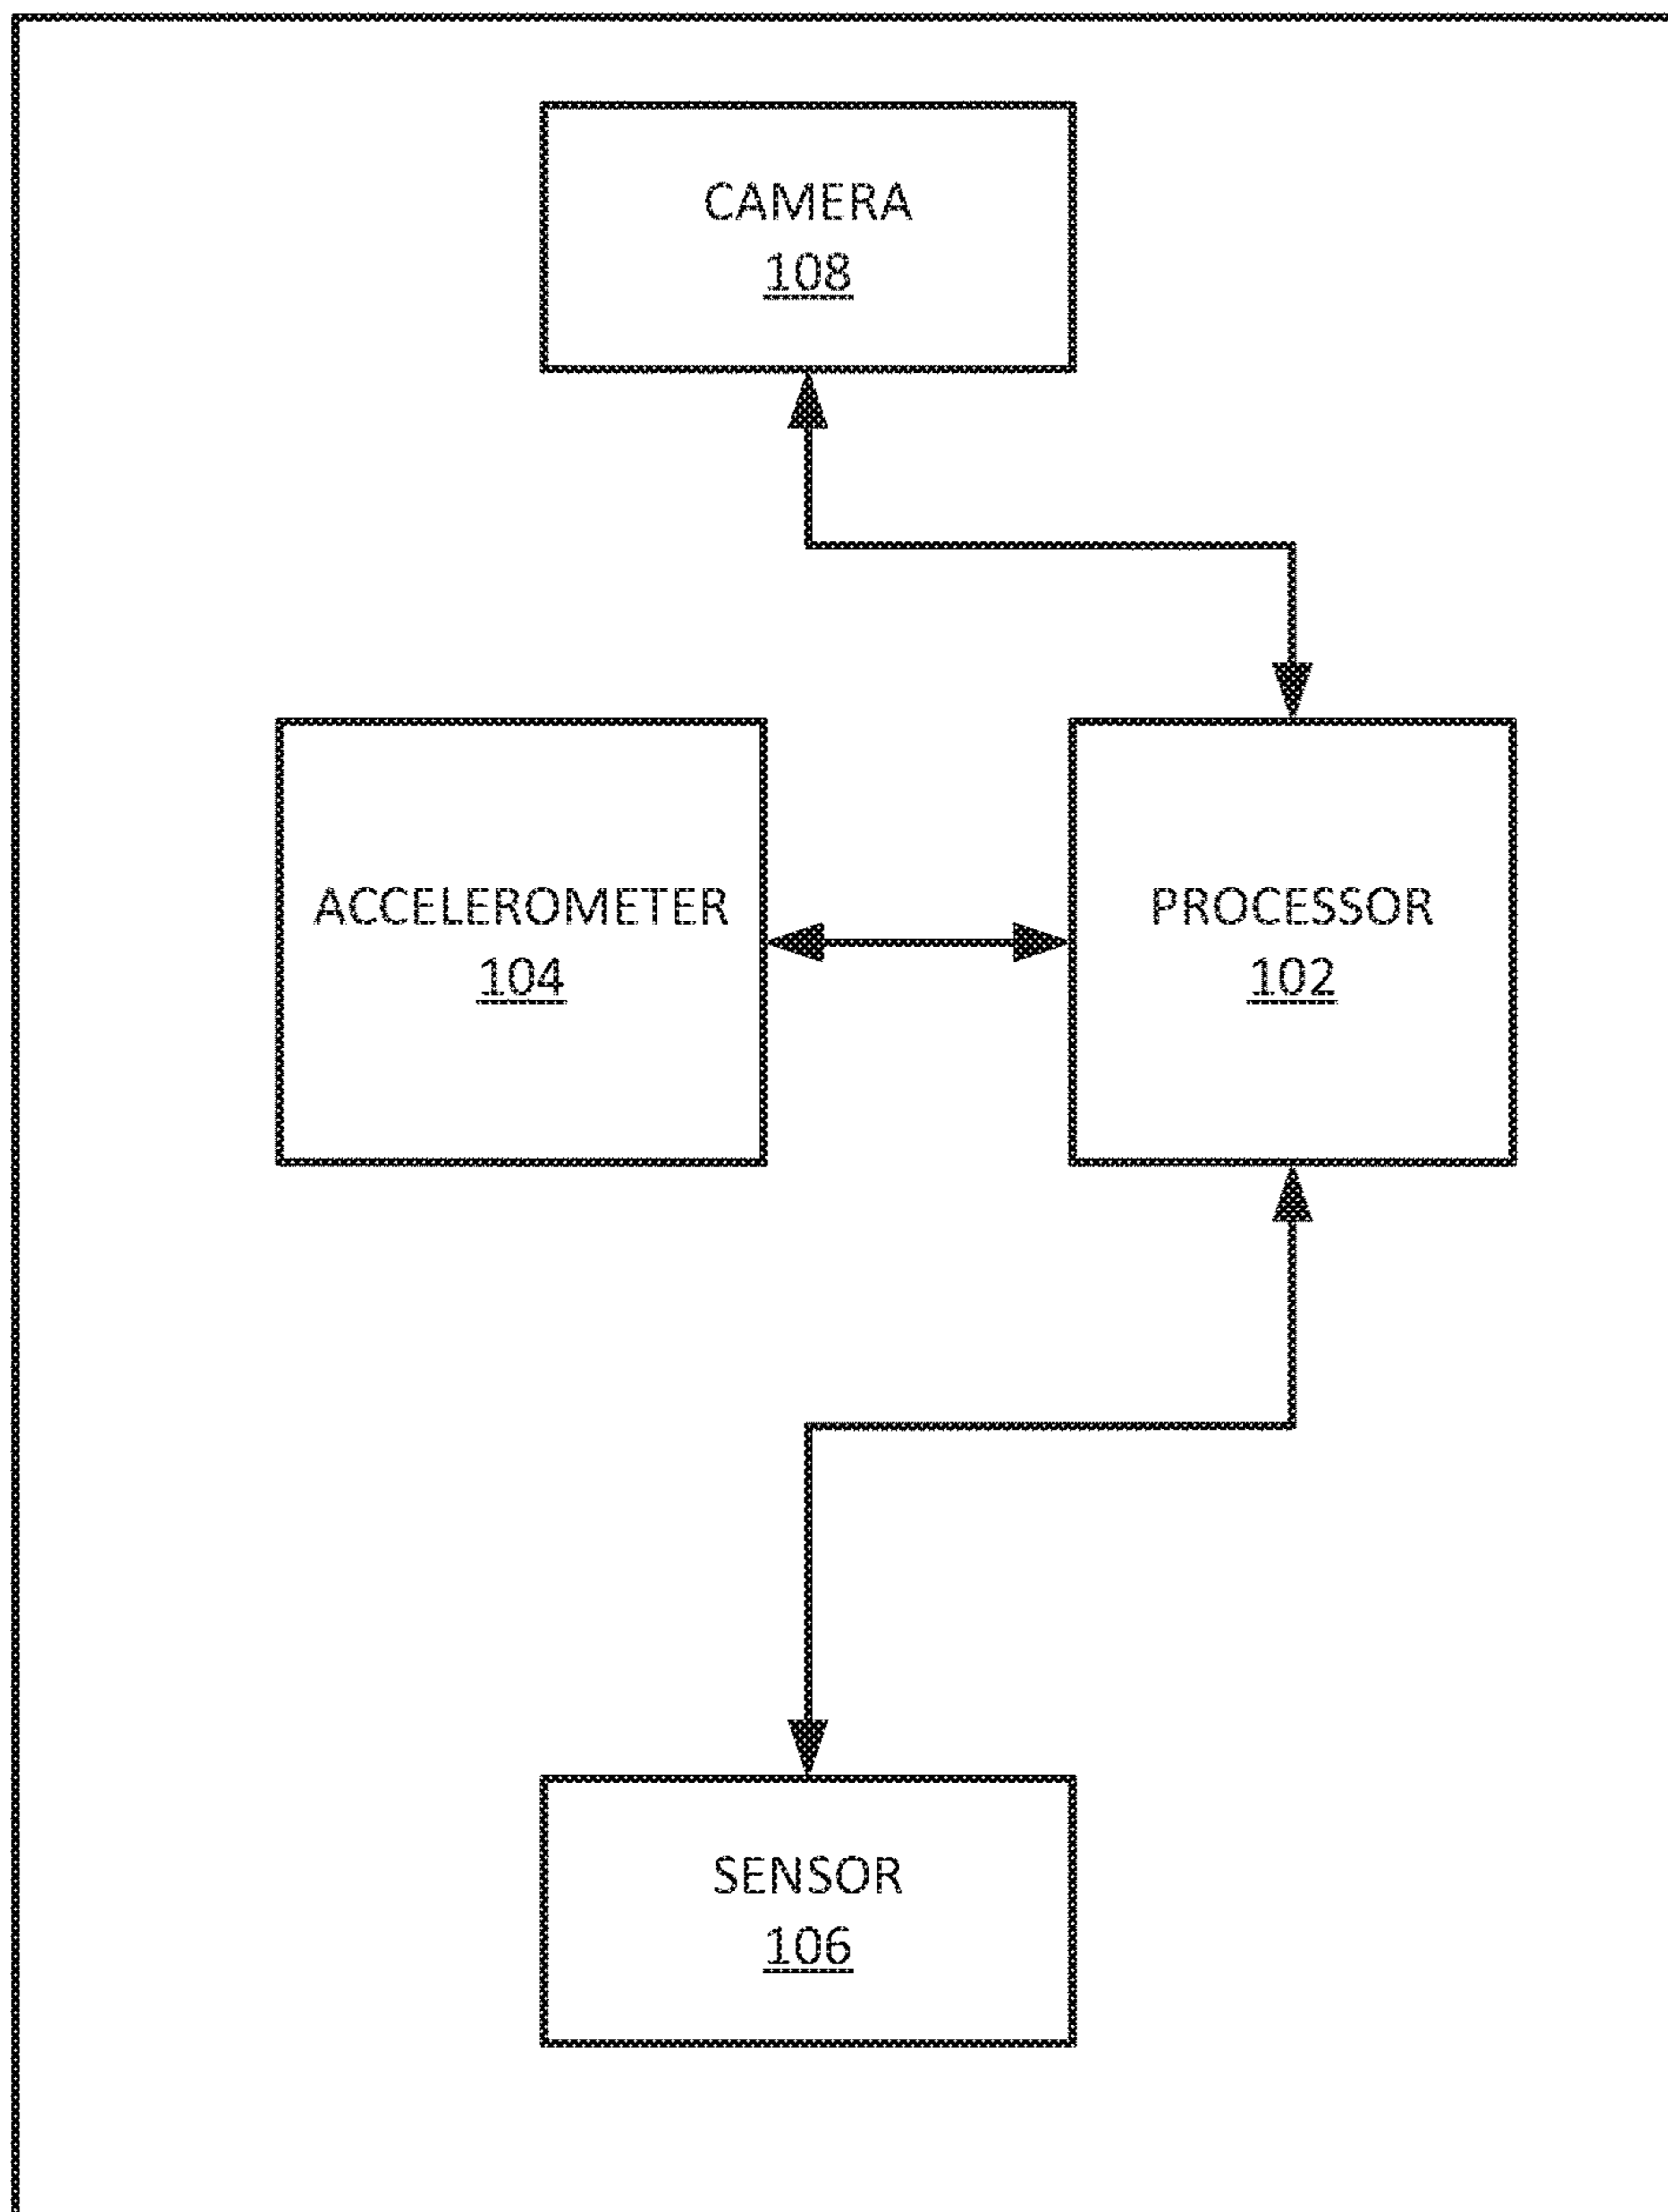 CAMERA
108
ACCELEROMETER
104
PROCESSOR
102
SENSOR
106